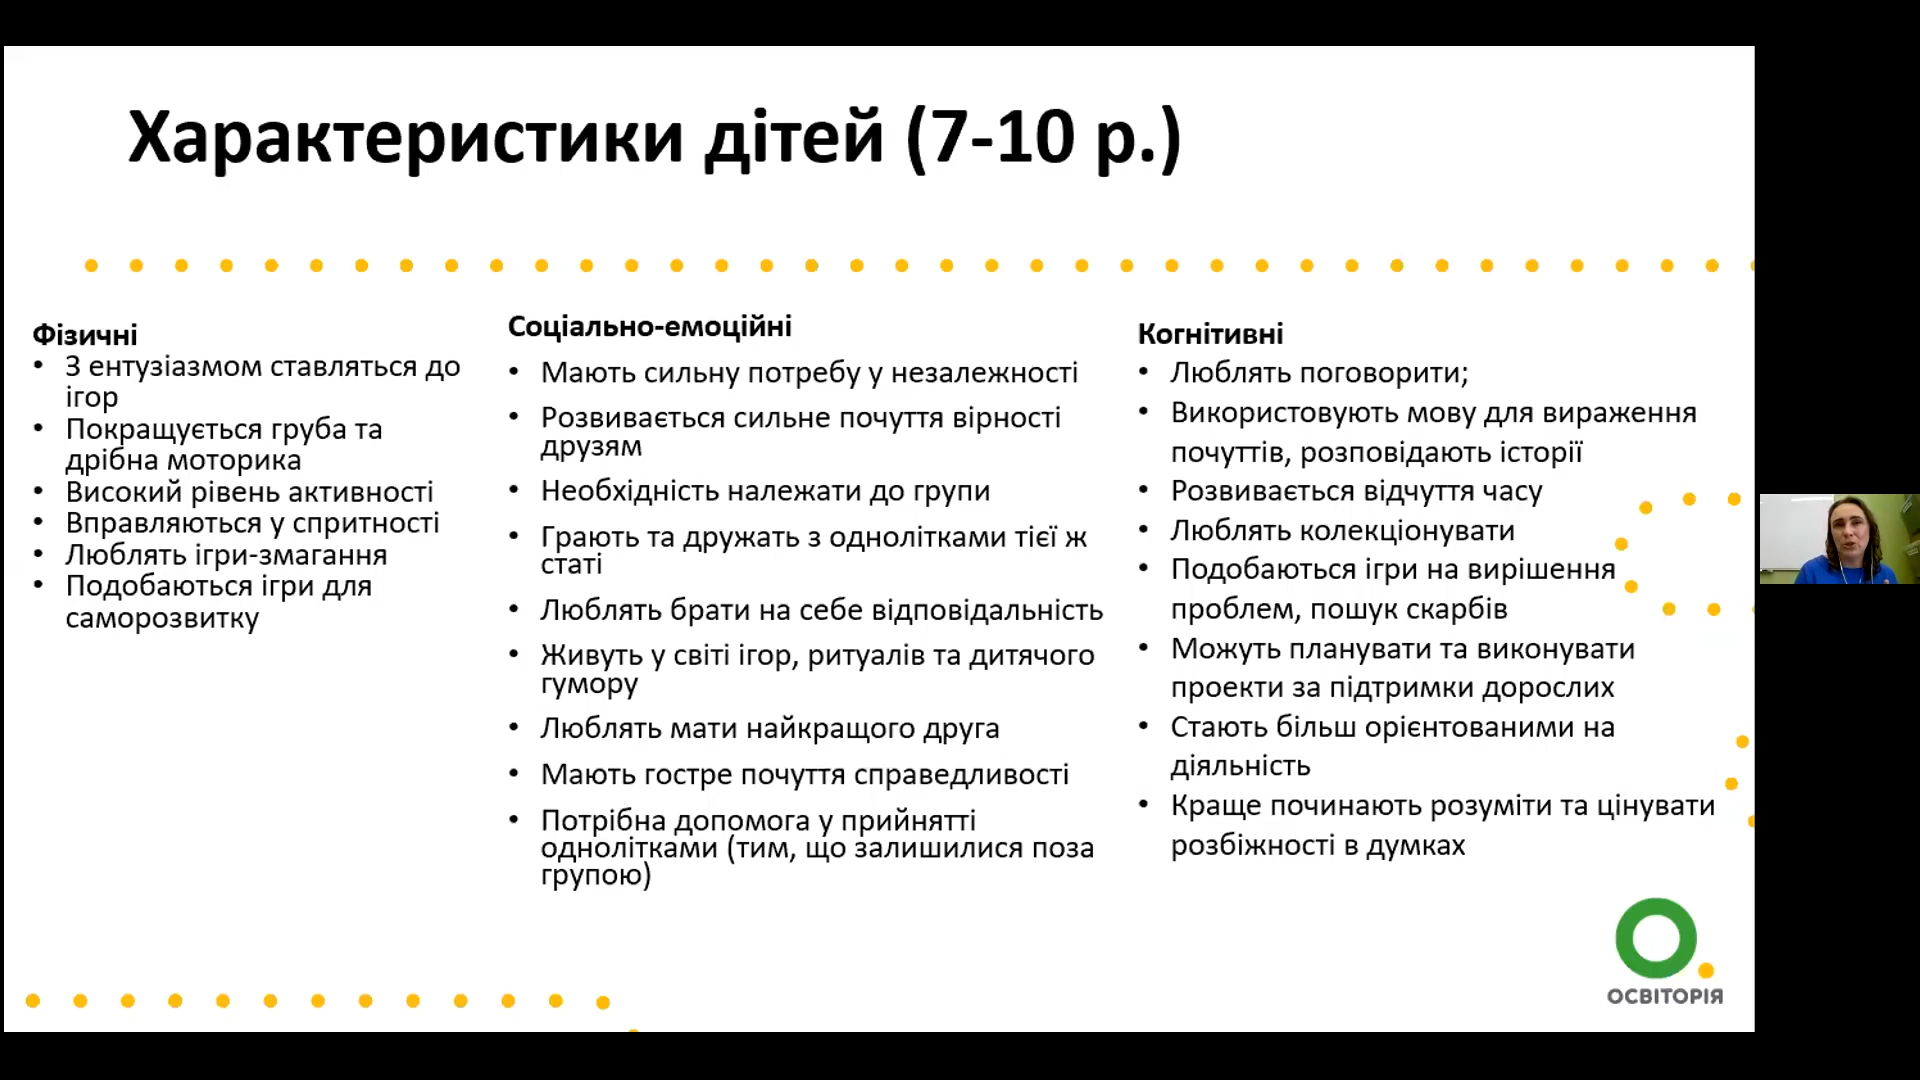 Характеристики дітей (7-10 р.)
Фізичні
• З ентузіазмом ставляться до
ігор
• Покращується груба та
дрібна моторика
• Високий рівень активності
• Вправляються у спритності
• Люблять ігри-змагання
• Подобаються ігри для
саморозвитку
Соціально-емоційні
• Мають сильну потребу у незалежності
• Розвивається сильне почуття вірності
друзям
• Необхідність належати до групи
• Грають та дружать з однолітками тієї ж
статі
• Люблять брати на себе відповідальність
• Живуть у світі ігор, ритуалів та дитячого
гумору
• Люблять мати найкращого друга
• Мають гостре почуття справедливості
• Потрібна допомога у прийнятті
однолітками (тим, що залишилися поза
групою)
Когнітивні
• Люблять поговорити;
• Використовують мову для вираження
почуттів, розповідають історії
• Розвивається відчуття часу
• Люблять колекціонувати
• Подобаються ігри на вирішення
проблем, пошук скарбів
• Можуть планувати та виконувати
проекти за підтримки дорослих
• Стають більш орієнтованими на
діяльність
• Краще починають розуміти та цінувати
розбіжності в думках
ОСВІТОРІЯ